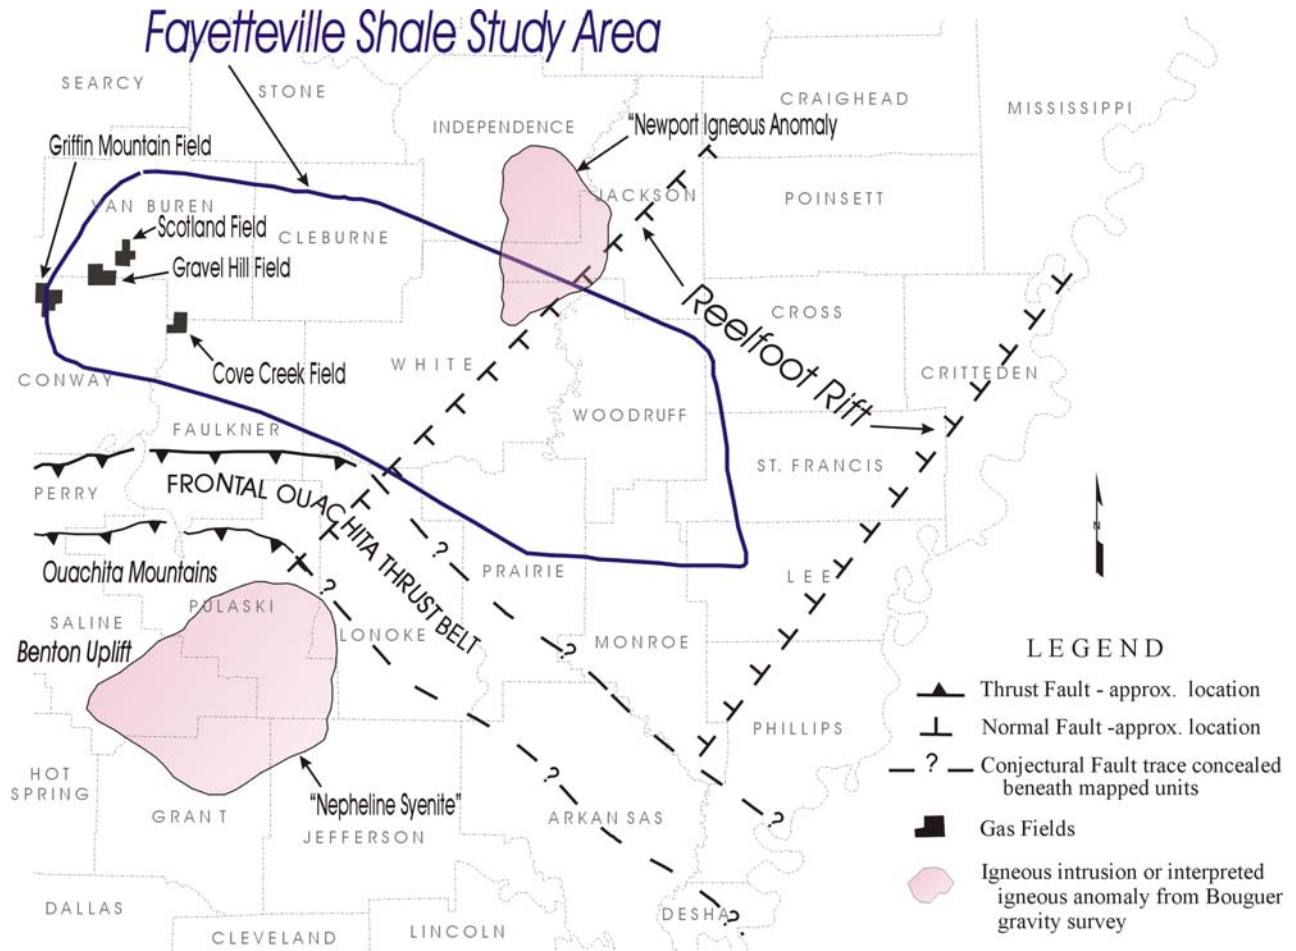 Fayetteville Shale Study Area
SEARCY
STONE
CRAIGHEAD
MISSISSIPPI
INDEPENDENCE
"Newport Igneous Anomaly
Griffin Mountain Field
JACKSON
POINSETT
VAN BUREN
Scotland Field
CLEBURNE
Gravel Hill Field
Reelfoot Rift
CROSS
WHITE
Cove Creek Field
CONWAY
CRITTEDEN
WOODRUFF
FAULKNER
ST. FRANCIS
PERRY
FRONTAL OUACHITA THRUST BELT
N
?
Ouachita Mountains
PRAIRIE
LEE
?
PULASKI
SALINE
LONOKE
MONROE
Benton Uplift
?
LEGEND
Thrust Fault - approx. location
Normal Fault -approx. location
PHILLIPS
? Conjectural Fault trace concealed
beneath mapped units
HOT
SPRING
?
"Nepheline Syenite"
GRANT
ARKANSAS
?
JEFFERSON
Gas Fields
Igneous intrusion or interpreted
igneous anomaly from Bouguer
gravity survey
DALLAS
DESHA
?
LINCOLN
CLEVELAND